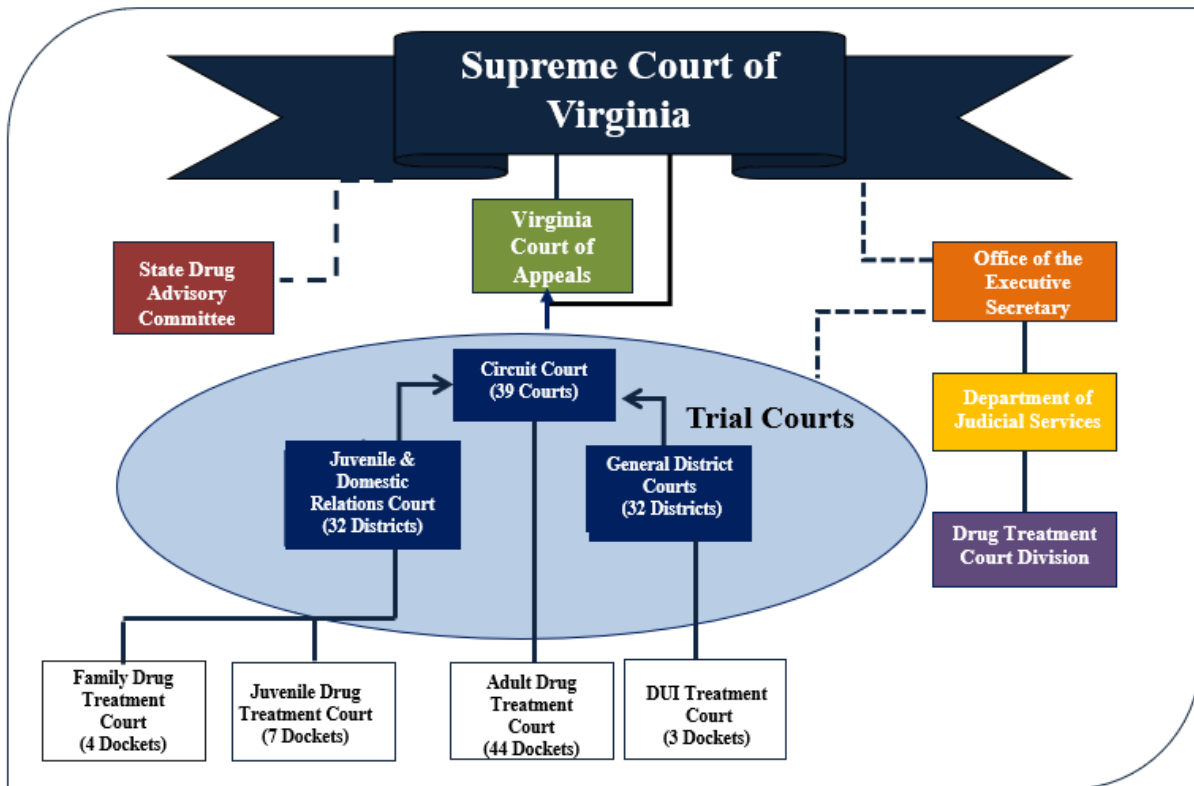 Supreme Court of
Virginia
Virginia
Court of
Appeals
State Drug
Advisory
Committee
Office of the
Executive
Secretary
Circuit Court
(39 Courts)
Trial Courts
Department of
Judicial Services
Juvenile &
Domestic
Relations Court
(32 Districts)
General District
Courts
(32 Districts)
Drug Treatment
Court Division
Family Drug
Treatment
Court
(4 Dockets)
Juvenile Drug
Treatment Court
(7 Dockets)
Adult Drug
Treatment
Court
(44 Dockets)
DUI Treatment
Court
(3 Dockets)